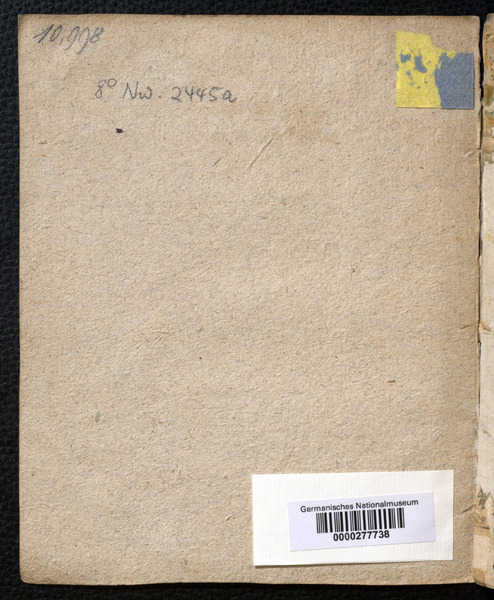 10,998
8° Nw. 2445a
Germanisches Nationalmuseum
0000277738